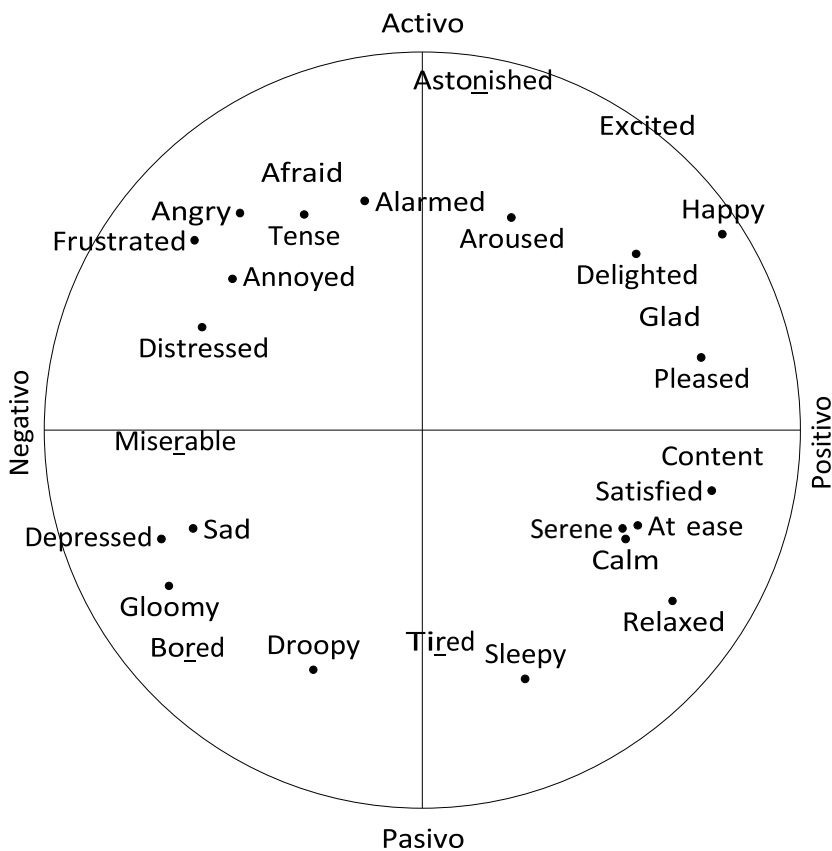 Activo
Astonished
Excited
Afraid
Alarmed
Happy
Angry
Tense
Aroused
Frustrated
Delighted
Annoyed
Glad
Distressed
Pleased
Negativo
Positivo
Miserable
Content
Satisfied
Depressed
Sad
Serene
At ease
Calm
Gloomy
Relaxed
Bored
Droopy
Tired
Sleepy
Pasivo